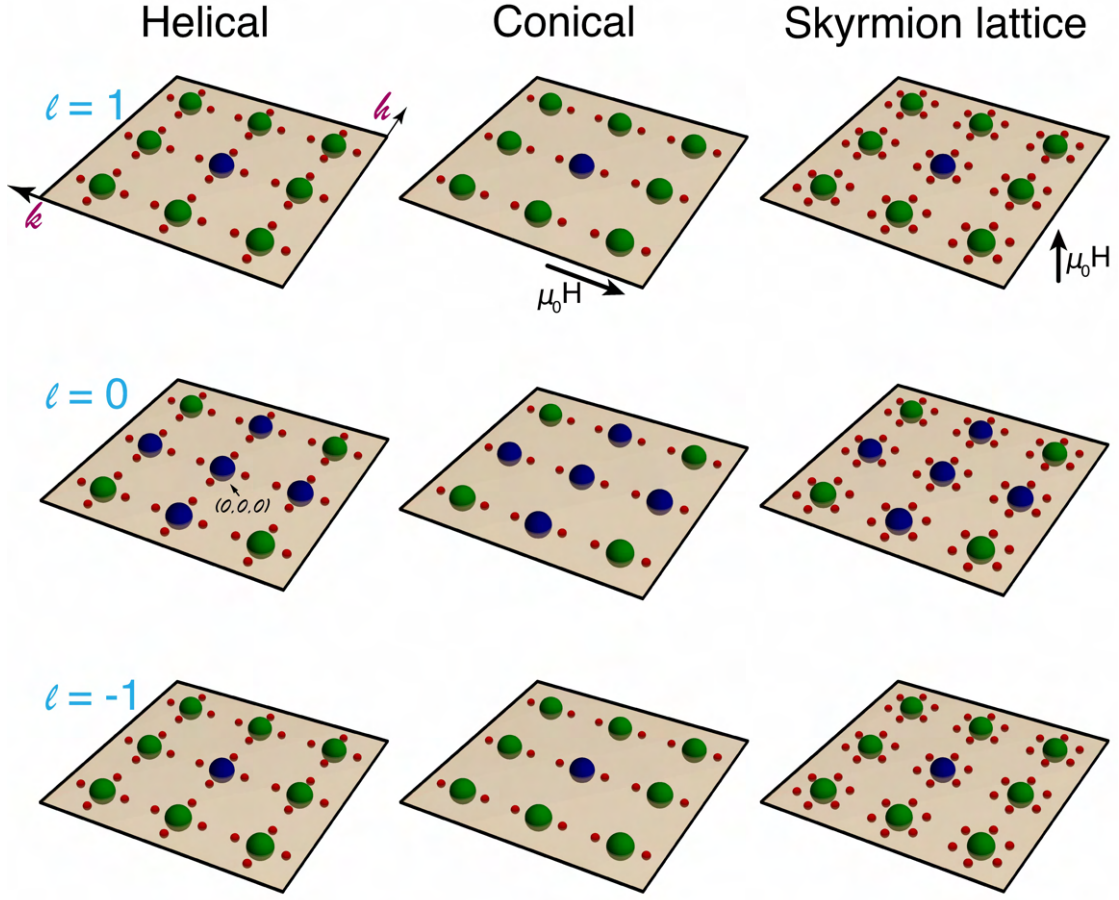 Helical
Conical
Skyrmion lattice
ℓ = 1
h
k
μ₀H
μ₀H
ℓ = 0
(0,0,0)
ℓ = -1